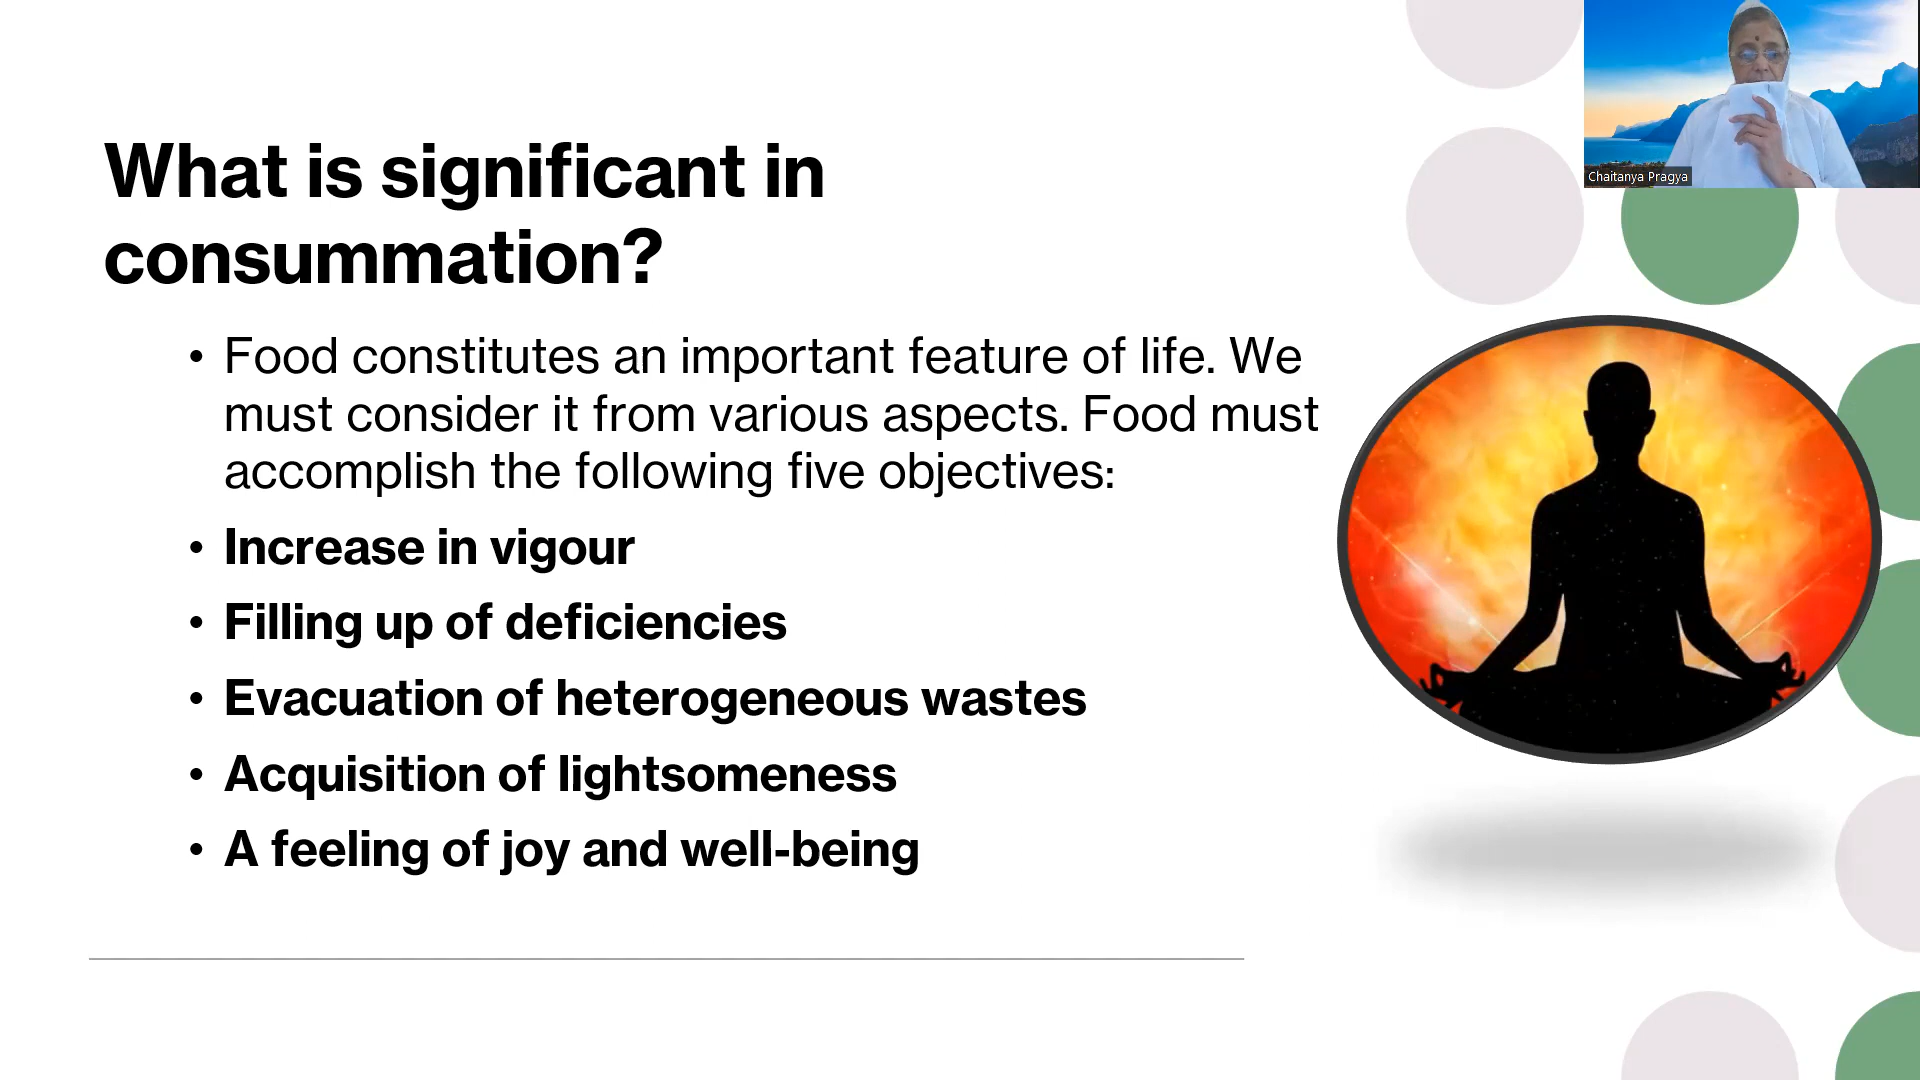 What is significant in
consummation?
• Food constitutes an important feature of life. We
must consider it from various aspects. Food must
accomplish the following five objectives:
• Increase in vigour
• Filling up of deficiencies
• Evacuation of heterogeneous wastes
• Acquisition of lightsomeness
• A feeling of joy and well-being
Chaitanya Pragya